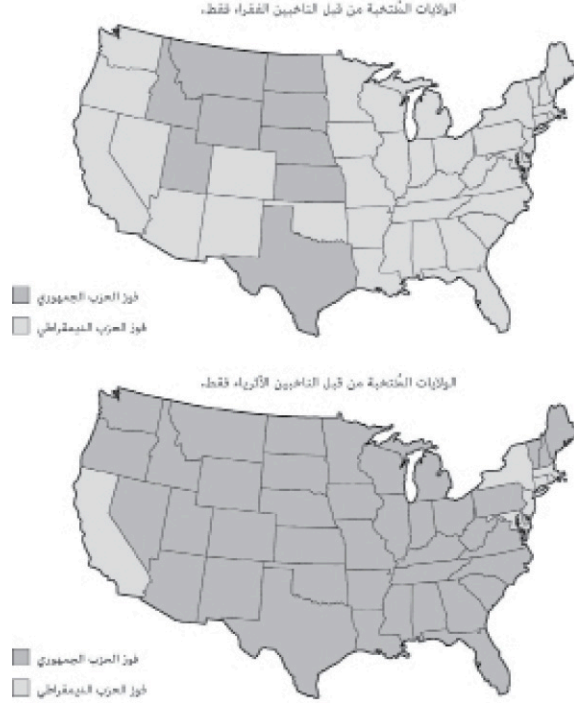 الولايات المُنتخبة من قبل الناخبين الفقراء فقط.
فوز الحزب الجمهوري
فوز الحزب الديمقراطي
الولايات المُنتخبة من قبل الناخبين الأثرياء فقط.
فوز الحزب الجمهوري
فوز الحزب الديمقراطي